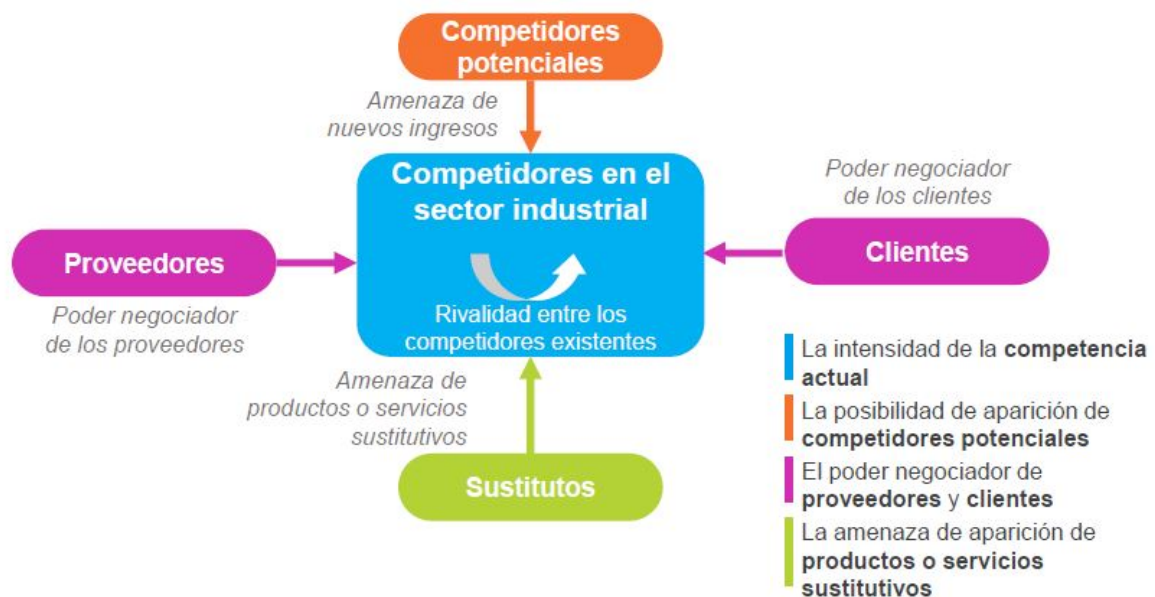 Competidores
potenciales
Amenaza de
nuevos ingresos
Competidores en el
sector industrial
Rivalidad entre los
competidores existentes
Proveedores
Poder negociador
de los proveedores
Poder negociador
de los clientes
Clientes
Amenaza de
productos o servicios
sustitutivos
Sustitutos
La intensidad de la competencia
actual
La posibilidad de aparición de
competidores potenciales
El poder negociador de
proveedores y clientes
La amenaza de aparición de
productos o servicios
sustitutivos